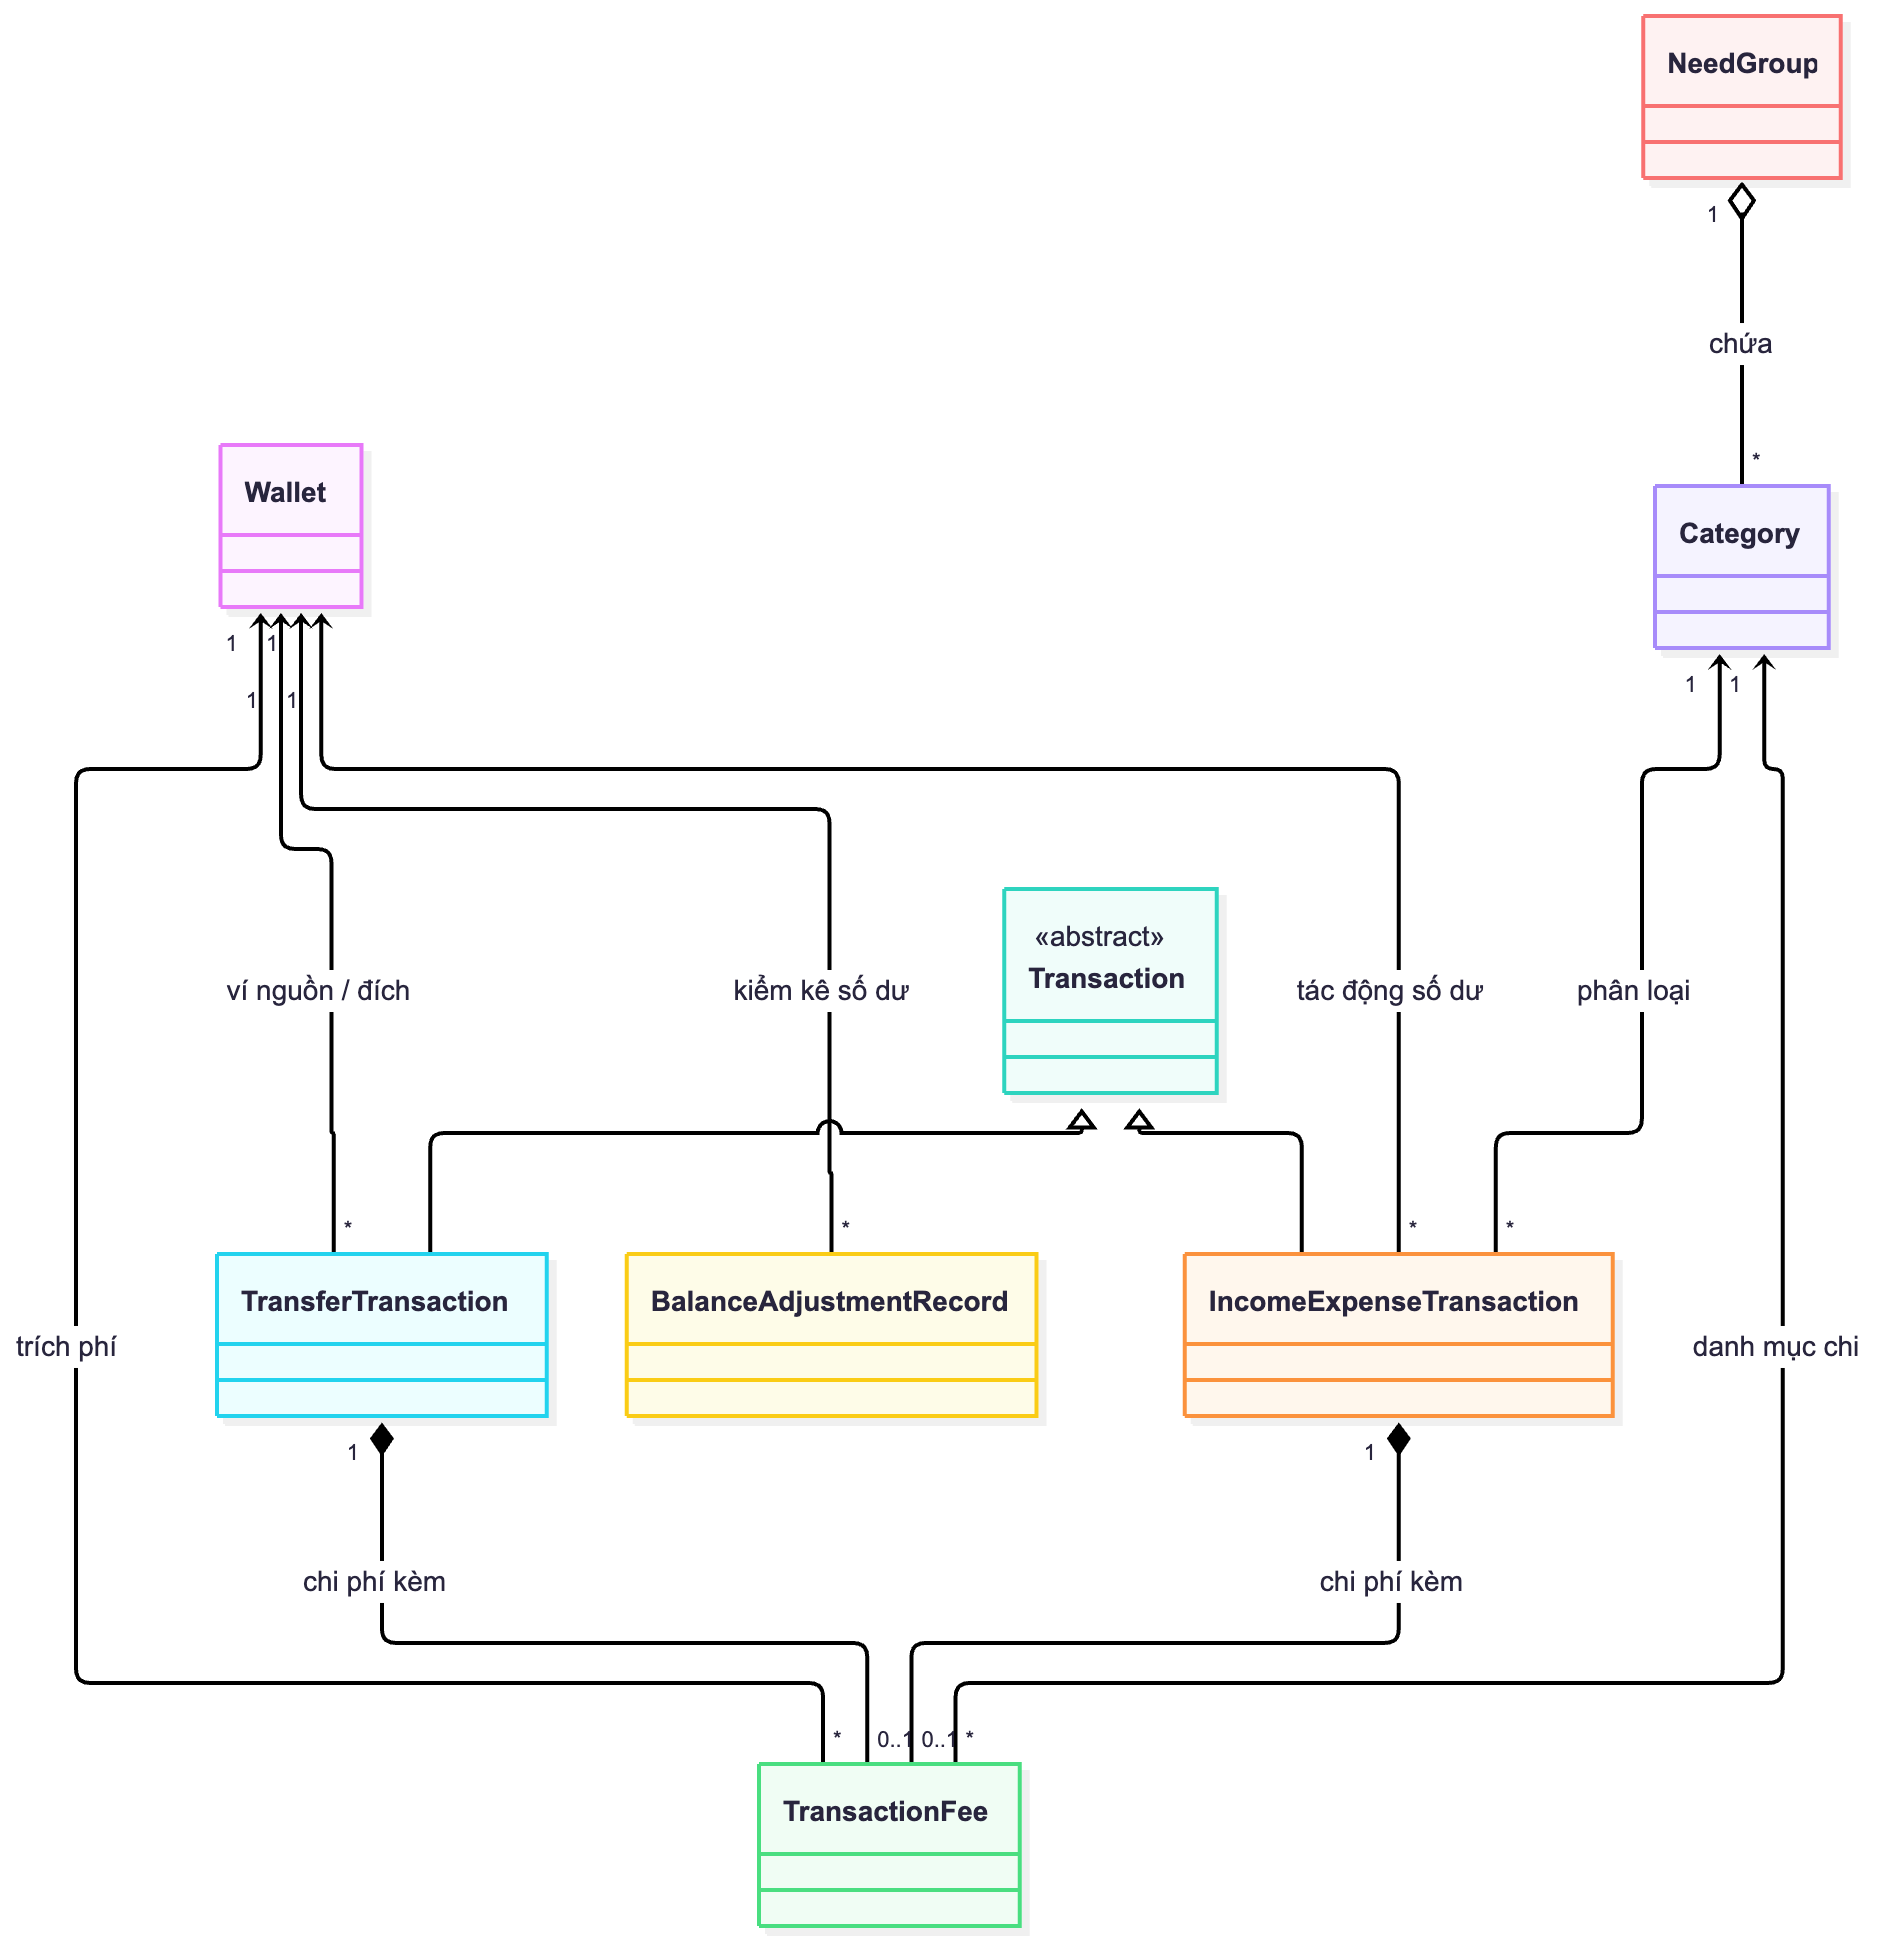 NeedGroup
1
chứa
*
Wallet
Category
1
1
1
1
1
1
«abstract»
Transaction
ví nguồn / đích
kiểm kê số dư
tác động số dư
phân loại
*
*
*
*
TransferTransaction
BalanceAdjustmentRecord
IncomeExpenseTransaction
trích phí
danh mục chi
1
1
chi phí kèm
chi phí kèm
*
0..1
0..1
*
TransactionFee